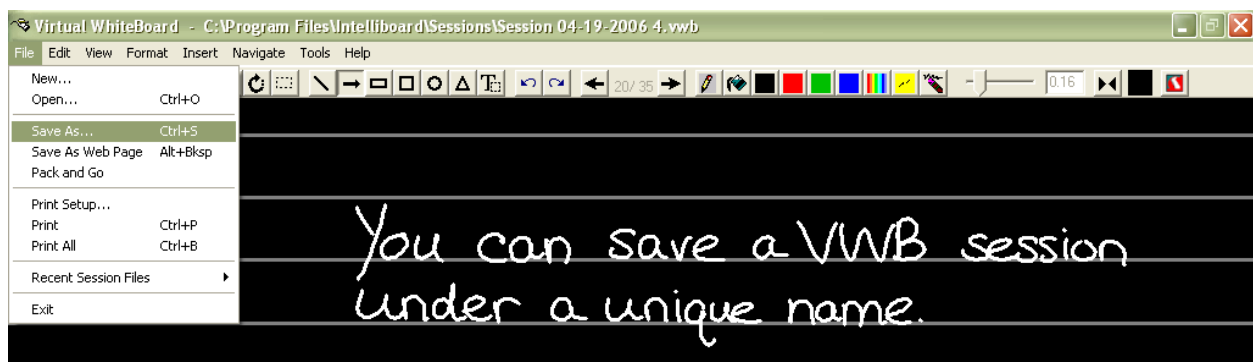 Virtual WhiteBoard - C:\Program Files\Intelliboard\Sessions\Session 04-19-2006 4.vwb
File Edit View Format Insert Navigate Tools Help
20/ 35 0.16
New...
Open... Ctrl+O
Save As... Ctrl+S
Save As Web Page Alt+Bksp
Pack and Go
Print Setup...
Print Ctrl+P
Print All Ctrl+B
Recent Session Files
Exit
You can save a VWB session
under a unique name.